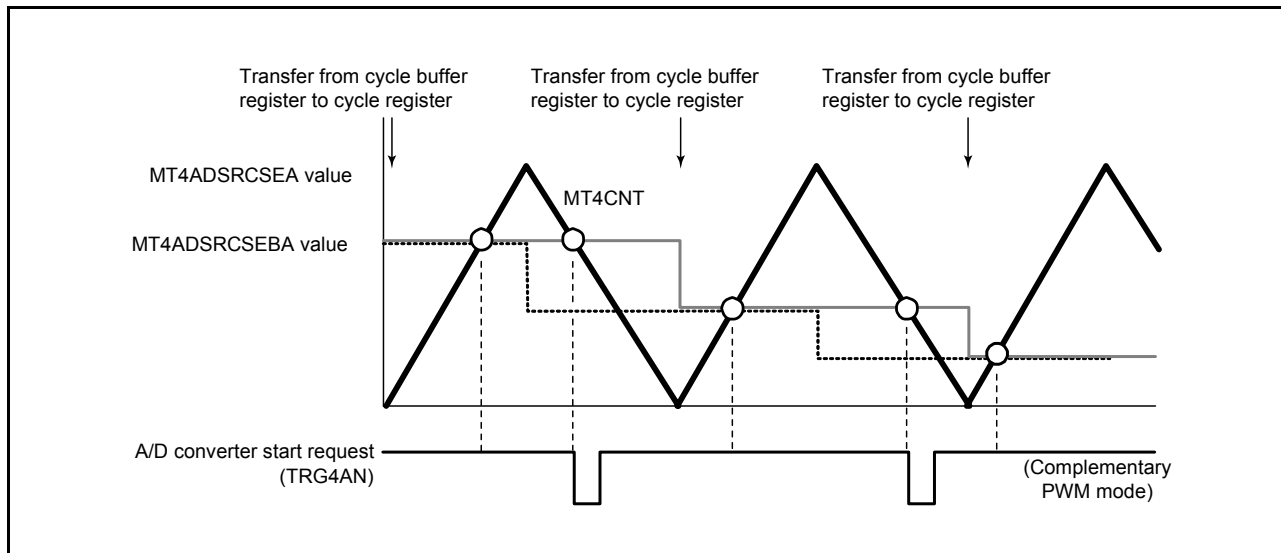 Transfer from cycle buffer
register to cycle register
Transfer from cycle buffer
register to cycle register
Transfer from cycle buffer
register to cycle register
MT4ADSRCSEA value
MT4CNT
MT4ADSRCSEBA value
A/D converter start request
(TRG4AN)
(Complementary
PWM mode)